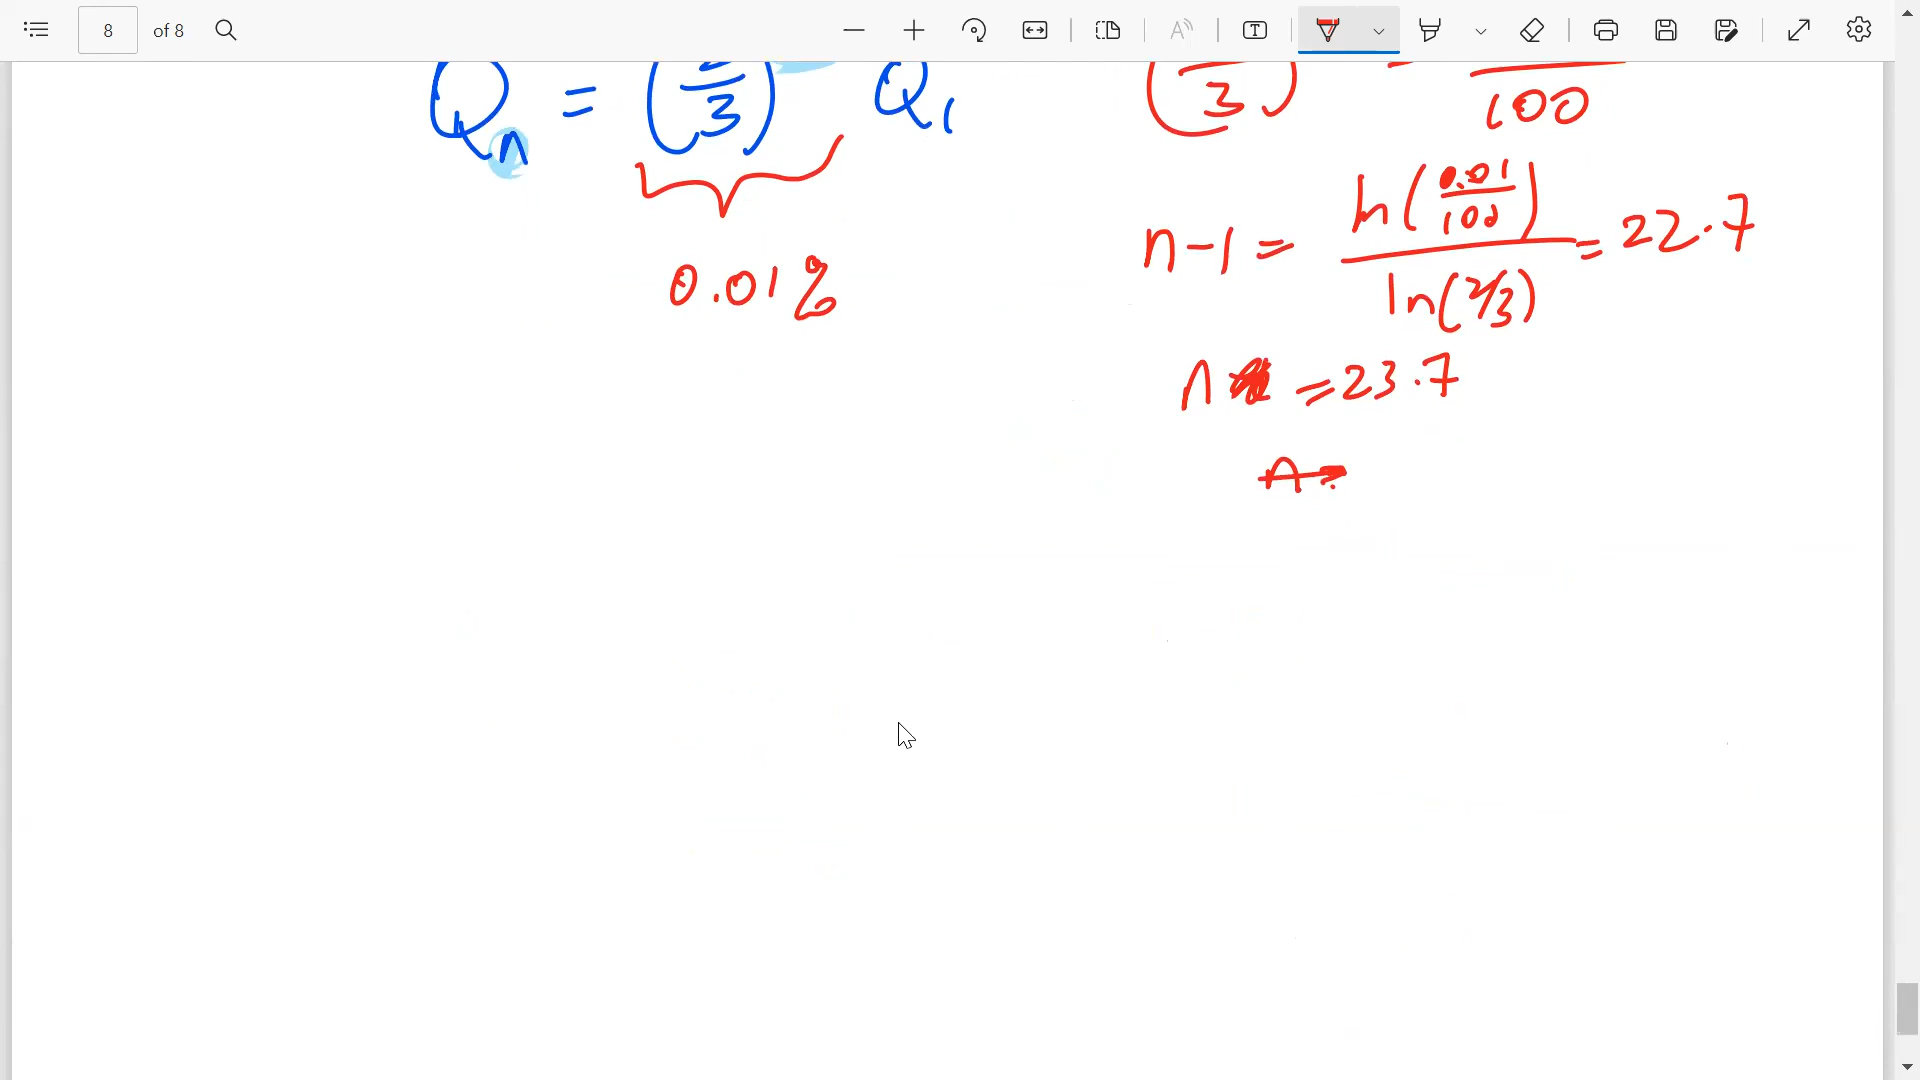 8 of 8
Qn = (2/3) Q1
0.01%
( /3) = /100
n-1 = ln(0.01/100) / ln(2/3) = 22.7
n = 23.7